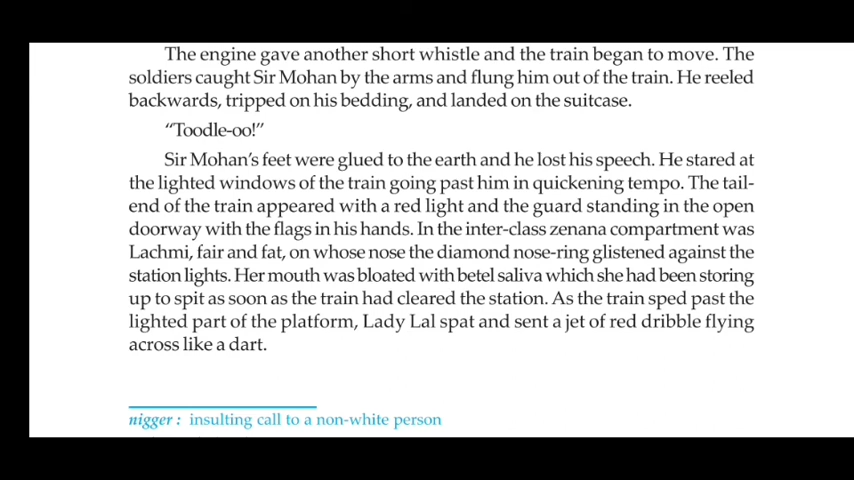 The engine gave another short whistle and the train began to move. The
soldiers caught Sir Mohan by the arms and flung him out of the train. He reeled
backwards, tripped on his bedding, and landed on the suitcase.
“Toodle-oo!”
Sir Mohan’s feet were glued to the earth and he lost his speech. He stared at
the lighted windows of the train going past him in quickening tempo. The tail-
end of the train appeared with a red light and the guard standing in the open
doorway with the flags in his hands. In the inter-class zenana compartment was
Lachmi, fair and fat, on whose nose the diamond nose-ring glistened against the
station lights. Her mouth was bloated with betel saliva which she had been storing
up to spit as soon as the train had cleared the station. As the train sped past the
lighted part of the platform, Lady Lal spat and sent a jet of red dribble flying
across like a dart.
nigger : insulting call to a non-white person